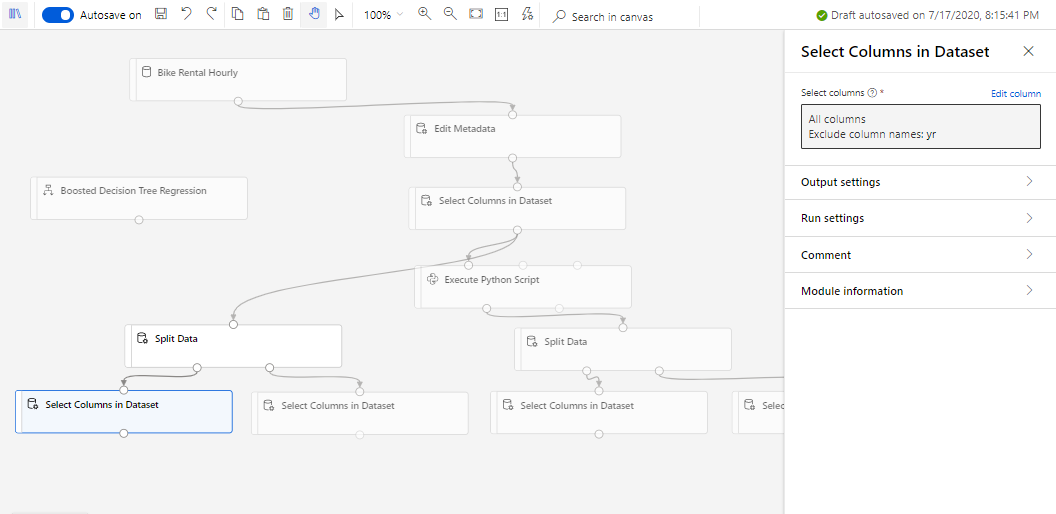 Autosave on
100%
1:1
Search in canvas
Draft autosaved on 7/17/2020, 8:15:41 PM
Bike Rental Hourly
Edit Metadata
Boosted Decision Tree Regression
Select Columns in Dataset
Execute Python Script
Split Data
Split Data
Select Columns in Dataset
Select Columns in Dataset
Select Columns in Dataset
Selec
Select Columns in Dataset
Select columns ? *
Edit column
All columns
Exclude column names: yr
Output settings
Run settings
Comment
Module information